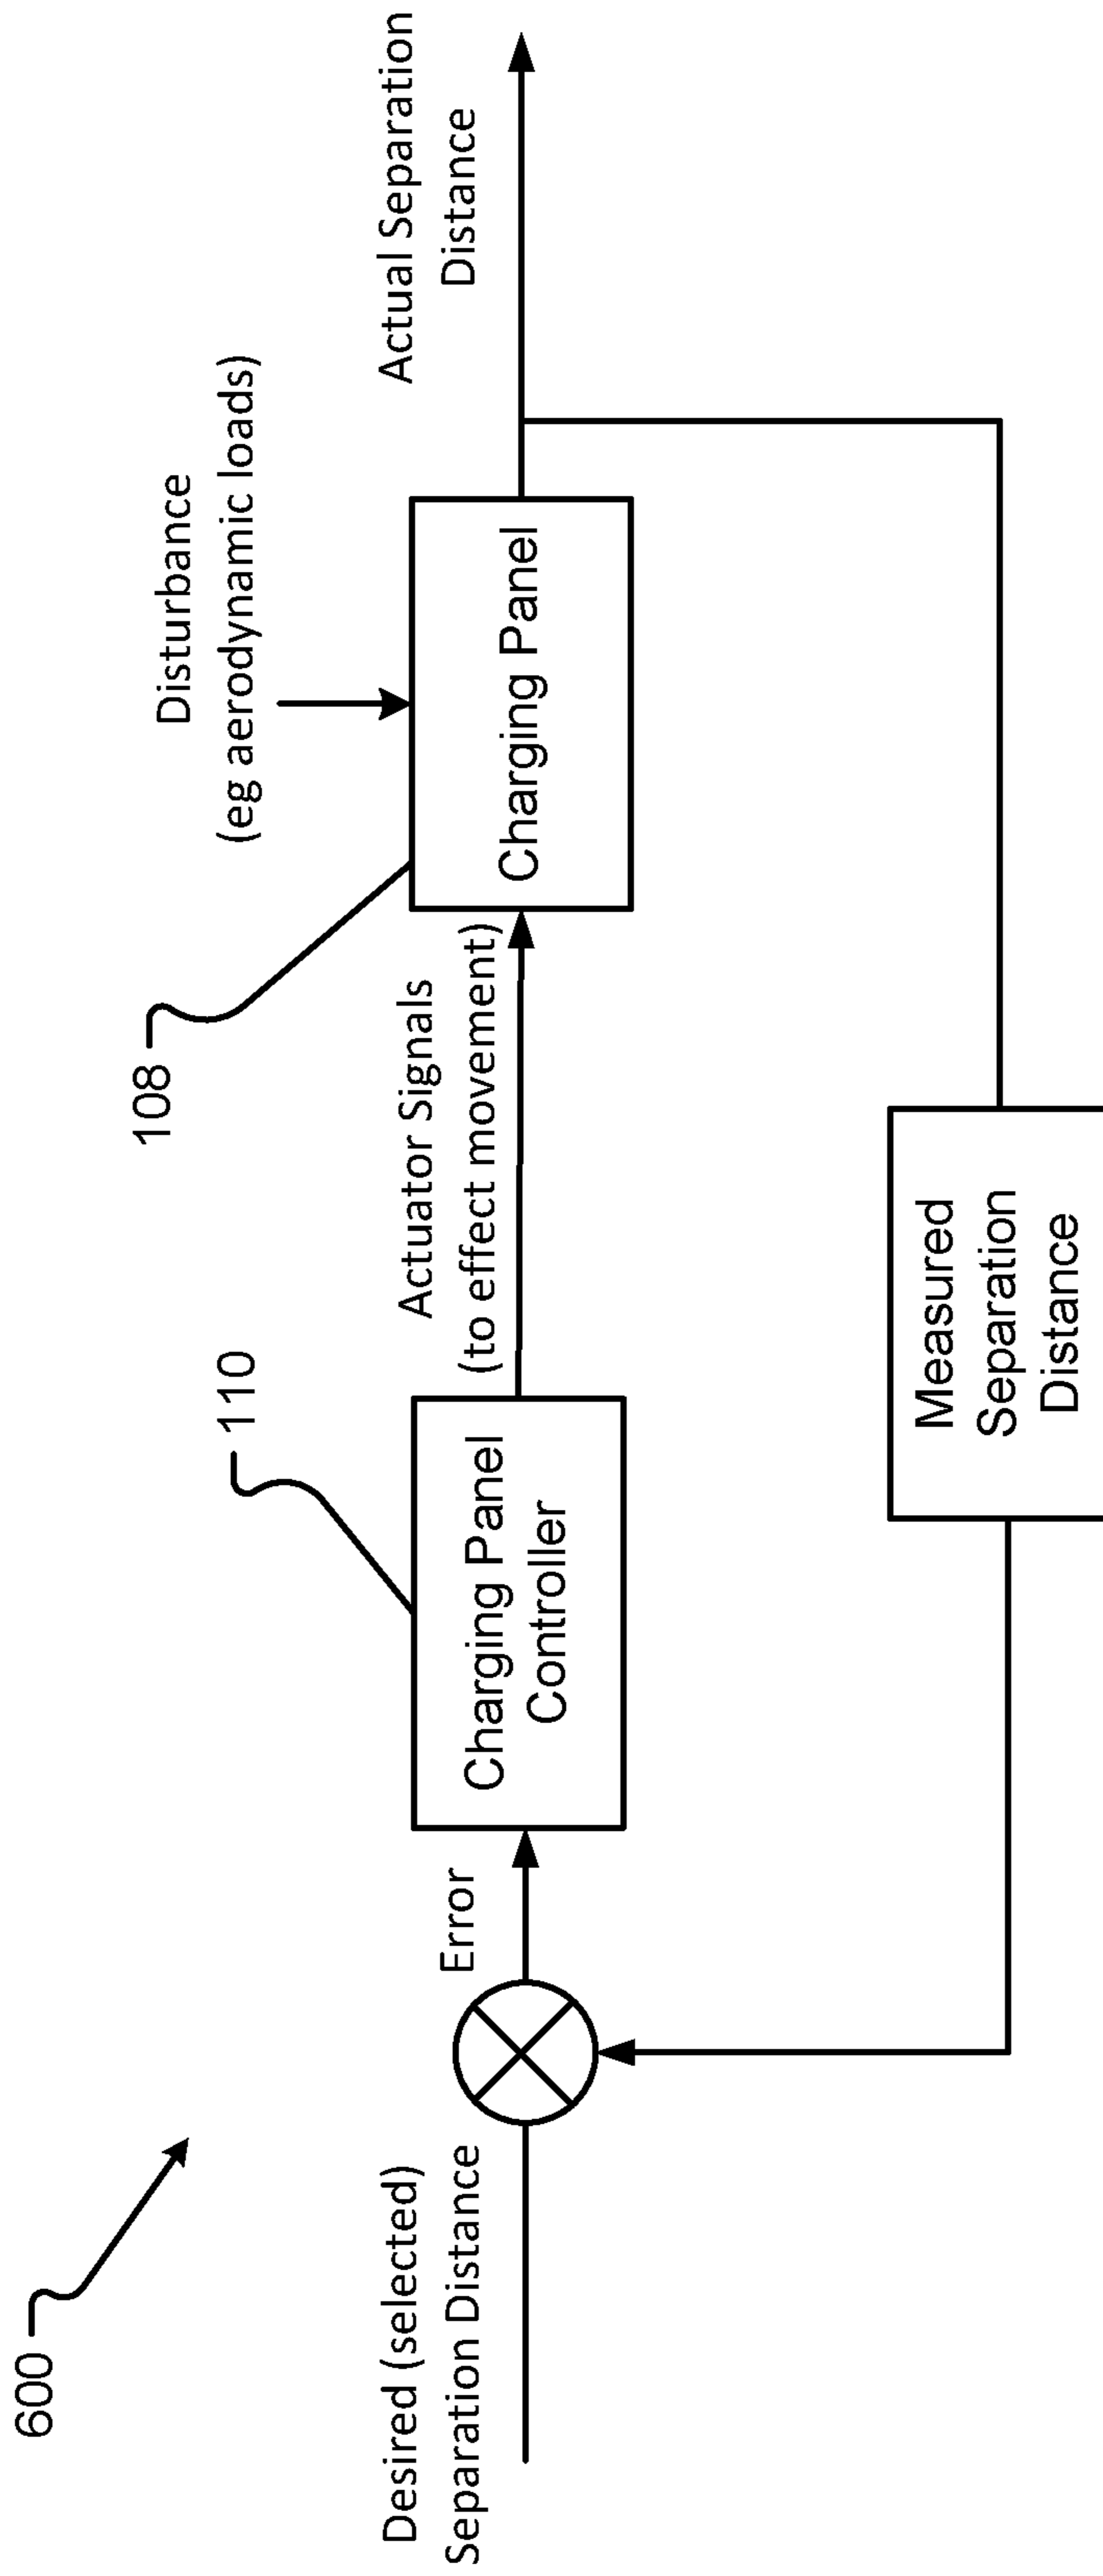 600
Desired (selected)
Separation Distance
Error
110
Charging Panel
Controller
Actuator Signals
(to effect movement)
108
Disturbance
(eg aerodynamic loads)
Charging Panel
Actual Separation
Distance
Measured
Separation
Distance